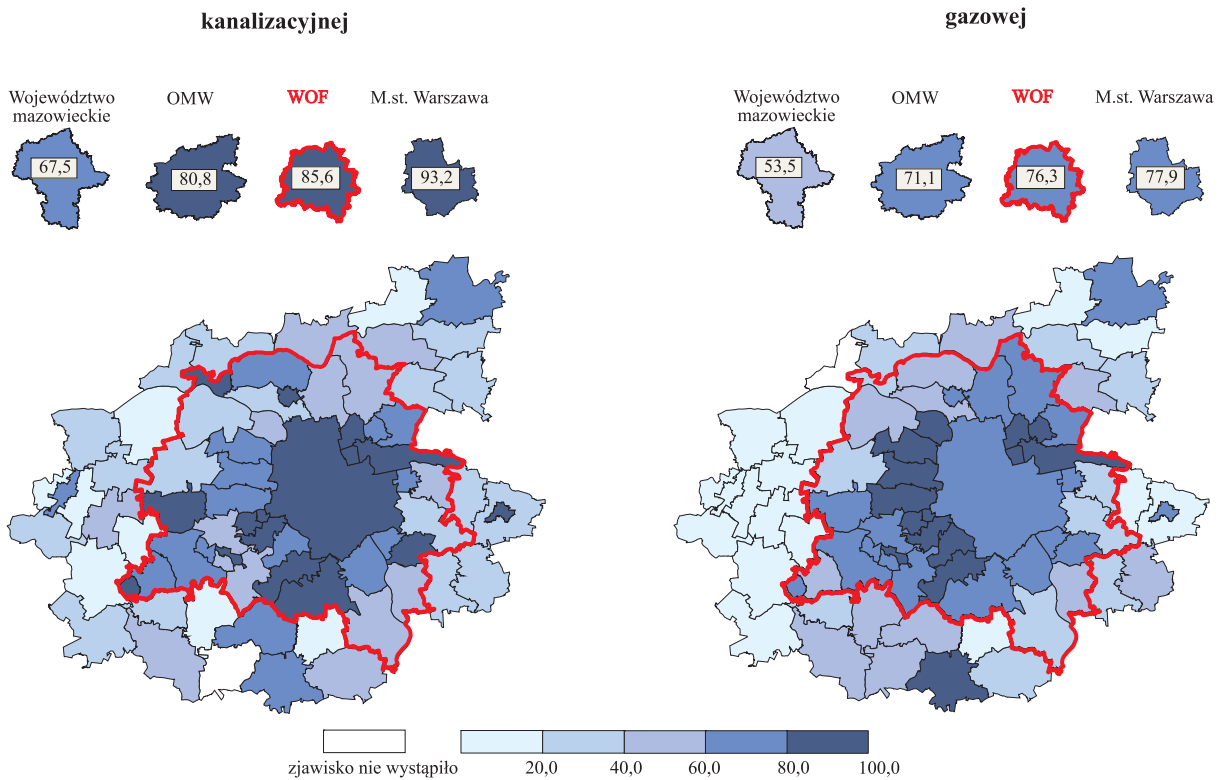 kanalizacyjnej
gazowej
Województwo
mazowieckie
OMW
WOF
M.st. Warszawa
67,5
80,8
85,6
93,2
Województwo
mazowieckie
OMW
WOF
M.st. Warszawa
53,5
71,1
76,3
77,9
zjawisko nie wystąpiło
20,0
40,0
60,0
80,0
100,0